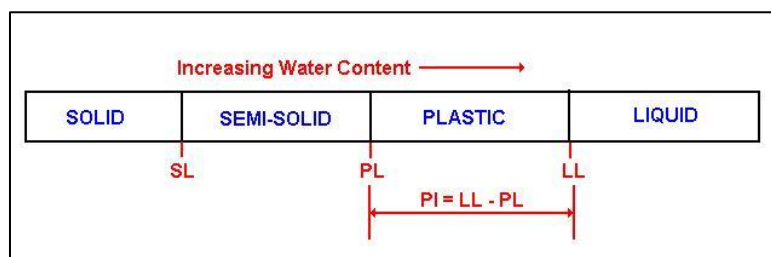 Increasing Water Content
SOLID SEMI-SOLID PLASTIC LIQUID
SL PL LL
PI = LL - PL